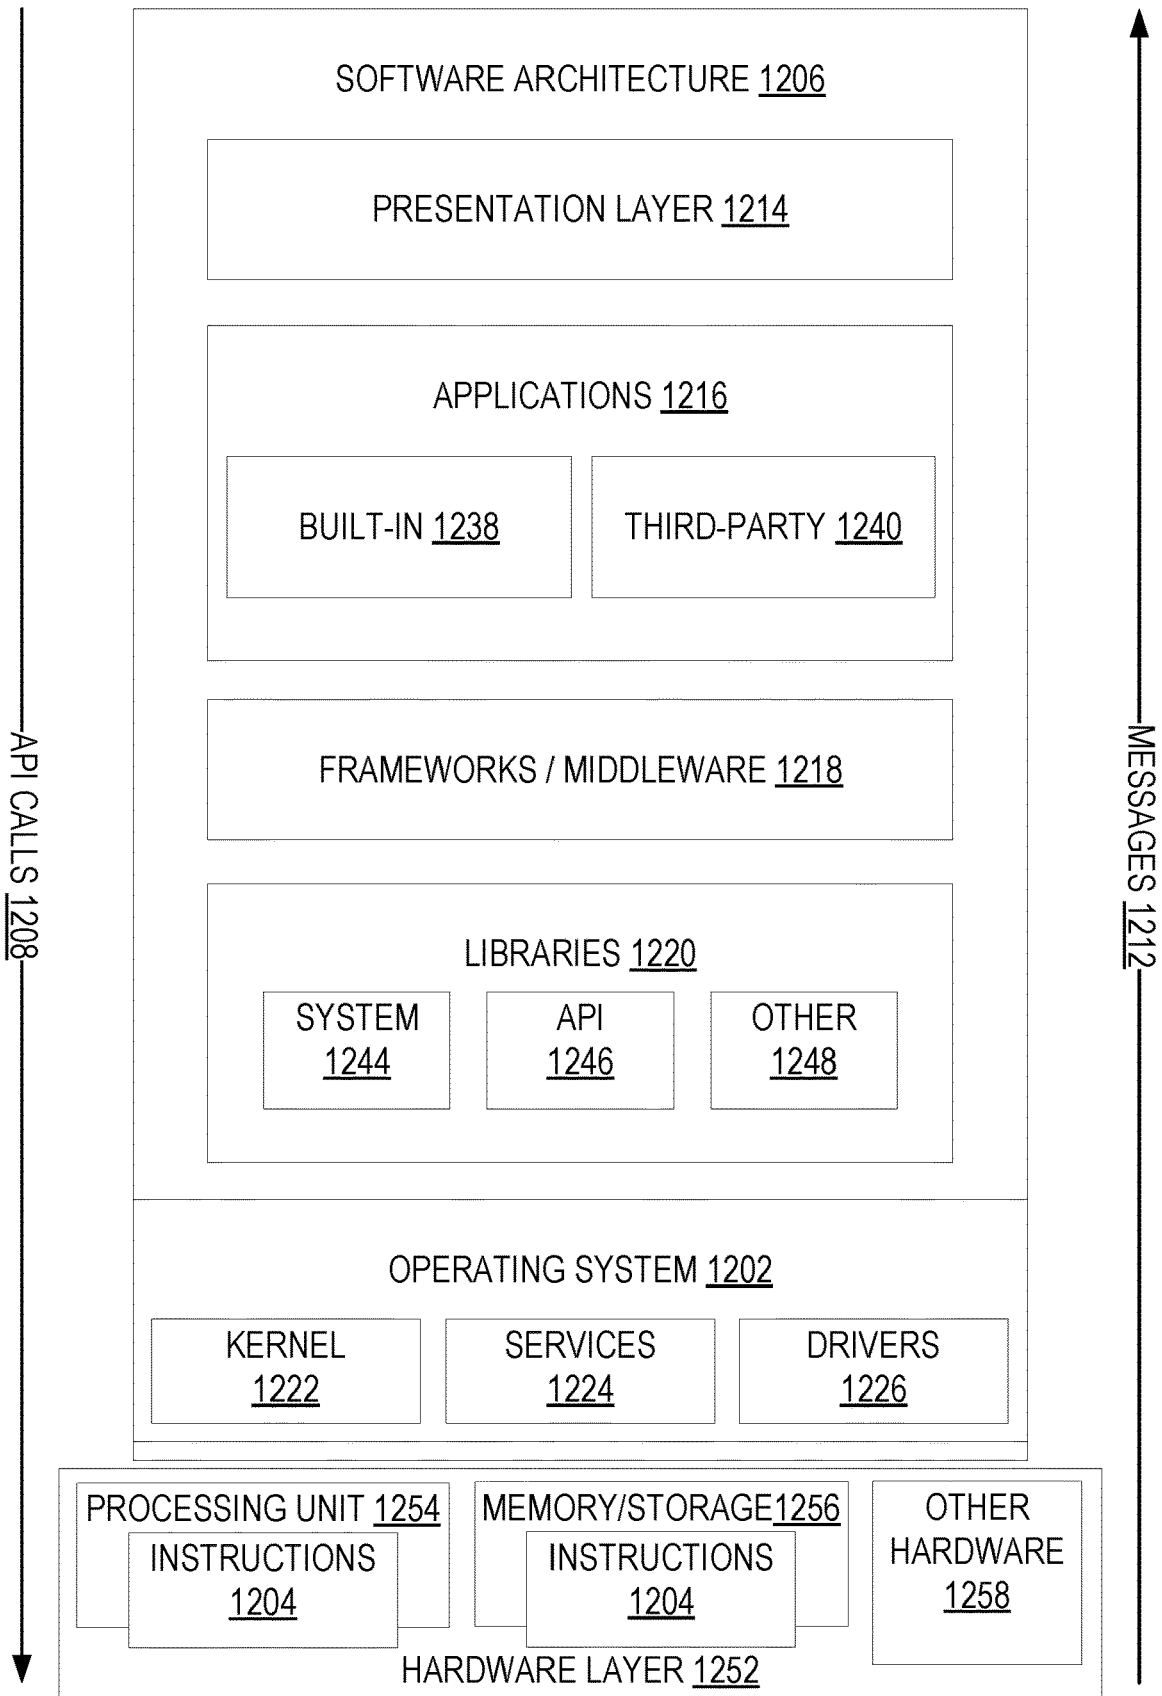 SOFTWARE ARCHITECTURE 1206
PRESENTATION LAYER 1214
APPLICATIONS 1216
BUILT-IN 1238
THIRD-PARTY 1240
FRAMEWORKS / MIDDLEWARE 1218
LIBRARIES 1220
SYSTEM
1244
API
1246
OTHER
1248
OPERATING SYSTEM 1202
KERNEL
1222
SERVICES
1224
DRIVERS
1226
PROCESSING UNIT 1254
INSTRUCTIONS
1204
MEMORY/STORAGE1256
INSTRUCTIONS
1204
OTHER
HARDWARE
1258
HARDWARE LAYER 1252
API CALLS 1208
MESSAGES 1212